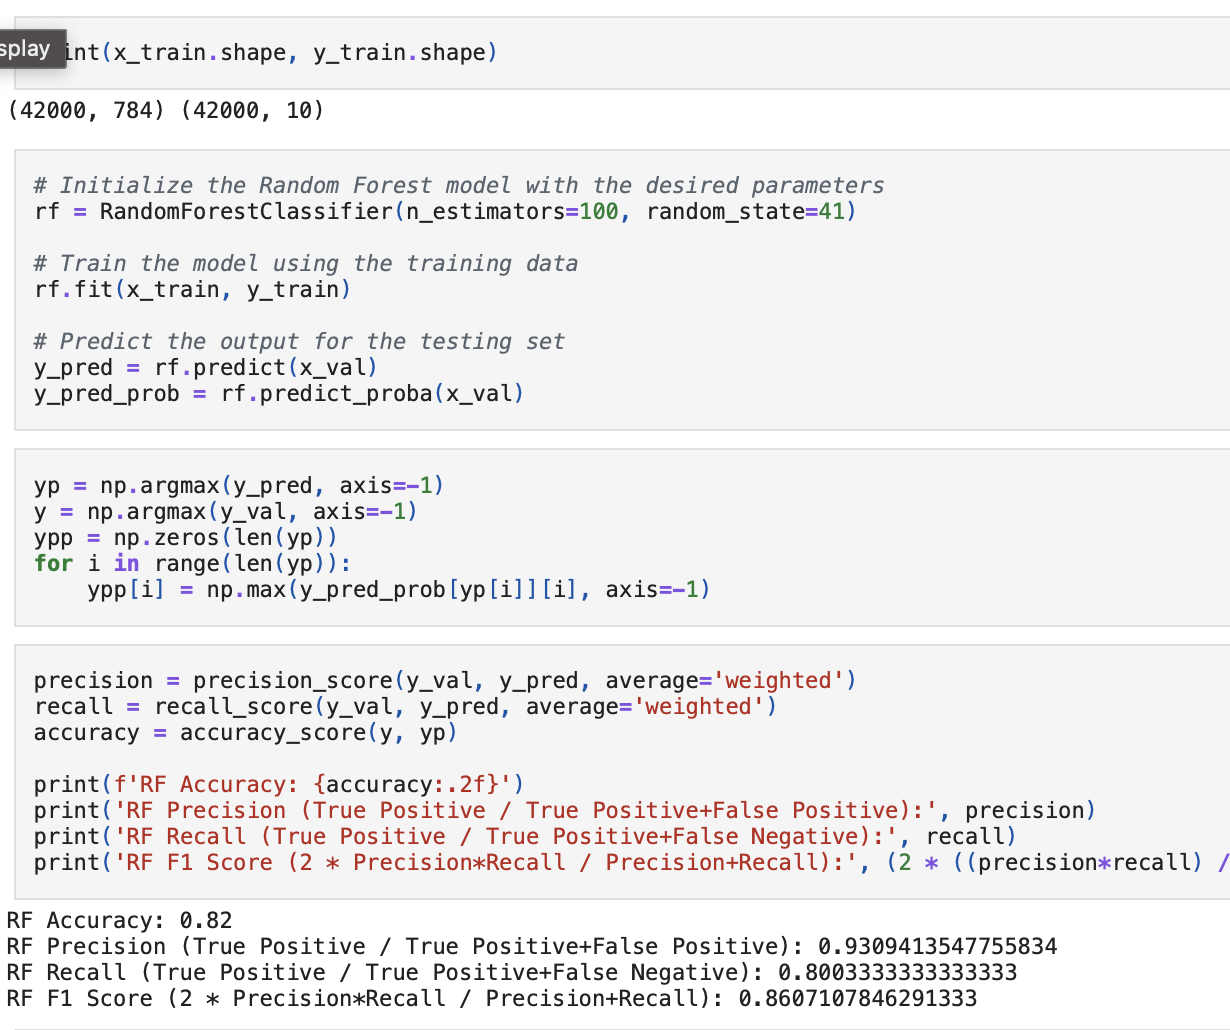 splay
int(x_train.shape, y_train.shape)
(42000, 784) (42000, 10)
# Initialize the Random Forest model with the desired parameters
rf = RandomForestClassifier(n_estimators=100, random_state=41)
# Train the model using the training data
rf.fit(x_train, y_train)
# Predict the output for the testing set
y_pred = rf.predict(x_val)
y_pred_prob = rf.predict_proba(x_val)
yp = np.argmax(y_pred, axis=-1)
y = np.argmax(y_val, axis=-1)
ypp = np.zeros(len(yp))
for i in range(len(yp)):
    ypp[i] = np.max(y_pred_prob[yp[i]][i], axis=-1)
precision = precision_score(y_val, y_pred, average='weighted')
recall = recall_score(y_val, y_pred, average='weighted')
accuracy = accuracy_score(y, yp)
print(f'RF Accuracy: {accuracy:.2f}')
print('RF Precision (True Positive / True Positive+False Positive):', precision)
print('RF Recall (True Positive / True Positive+False Negative):', recall)
print('RF F1 Score (2 * Precision*Recall / Precision+Recall):', (2 * ((precision*recall) /
RF Accuracy: 0.82
RF Precision (True Positive / True Positive+False Positive): 0.9309413547755834
RF Recall (True Positive / True Positive+False Negative): 0.8003333333333333
RF F1 Score (2 * Precision*Recall / Precision+Recall): 0.8607107846291333